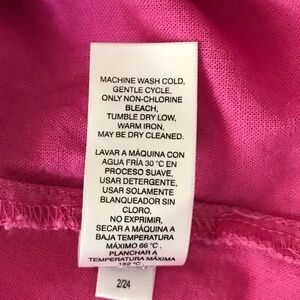 MACHINE WASH COLD,
GENTLE CYCLE,
ONLY NON-CHLORINE
BLEACH,
TUMBLE DRY LOW,
WARM IRON,
MAY BE DRY CLEANED.
LAVAR A MÁQUINA CON
AGUA FRÍA 30 °C EN
PROCESO SUAVE,
USAR DETERGENTE,
USAR SOLAMENTE
BLANQUEADOR SIN
CLORO,
NO EXPRIMIR,
SECAR A MÁQUINA A
BAJA TEMPERATURA
MÁXIMO 66 °C ,
PLANCHAR A
TEMPERATURA MÁXIMA
2/24